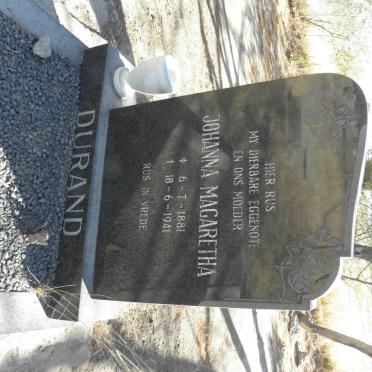 HIER RUS
MY DIERBARE EGGENOTE
EN ONS MOEDER
JOHANNA MAGARETHA
* 6-7-1881
† 18-6-1941
RUS IN VREDE
DURAND